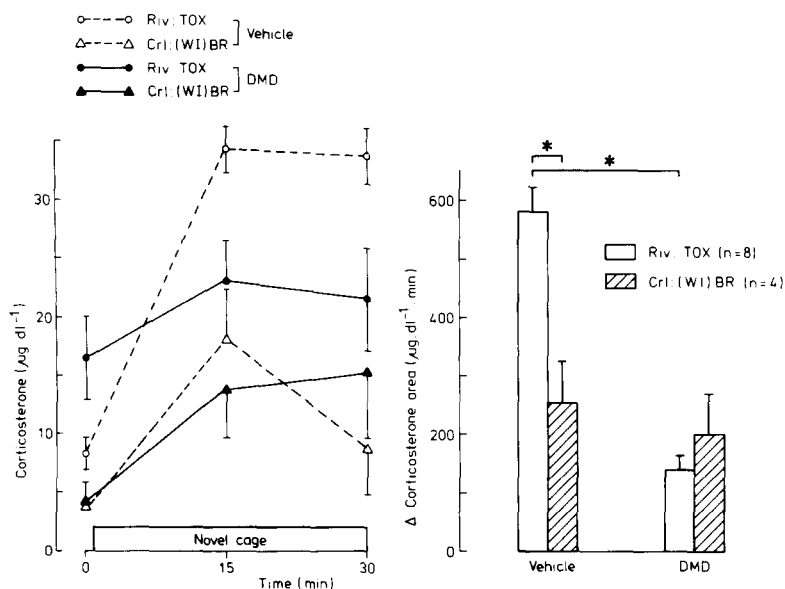 Riv:TOX
Crl:(WI)BR
Vehicle
Riv:TOX
Crl:(WI)BR
DMD
Corticosterone (µg dl⁻¹)
30
20
10
0
Novel cage
0 15 30
Time (min)
Δ Corticosterone area (µg.dl⁻¹ min)
600
400
200
0
*
*
Riv:TOX (n=8)
Crl:(WI)BR (n=4)
Vehicle DMD